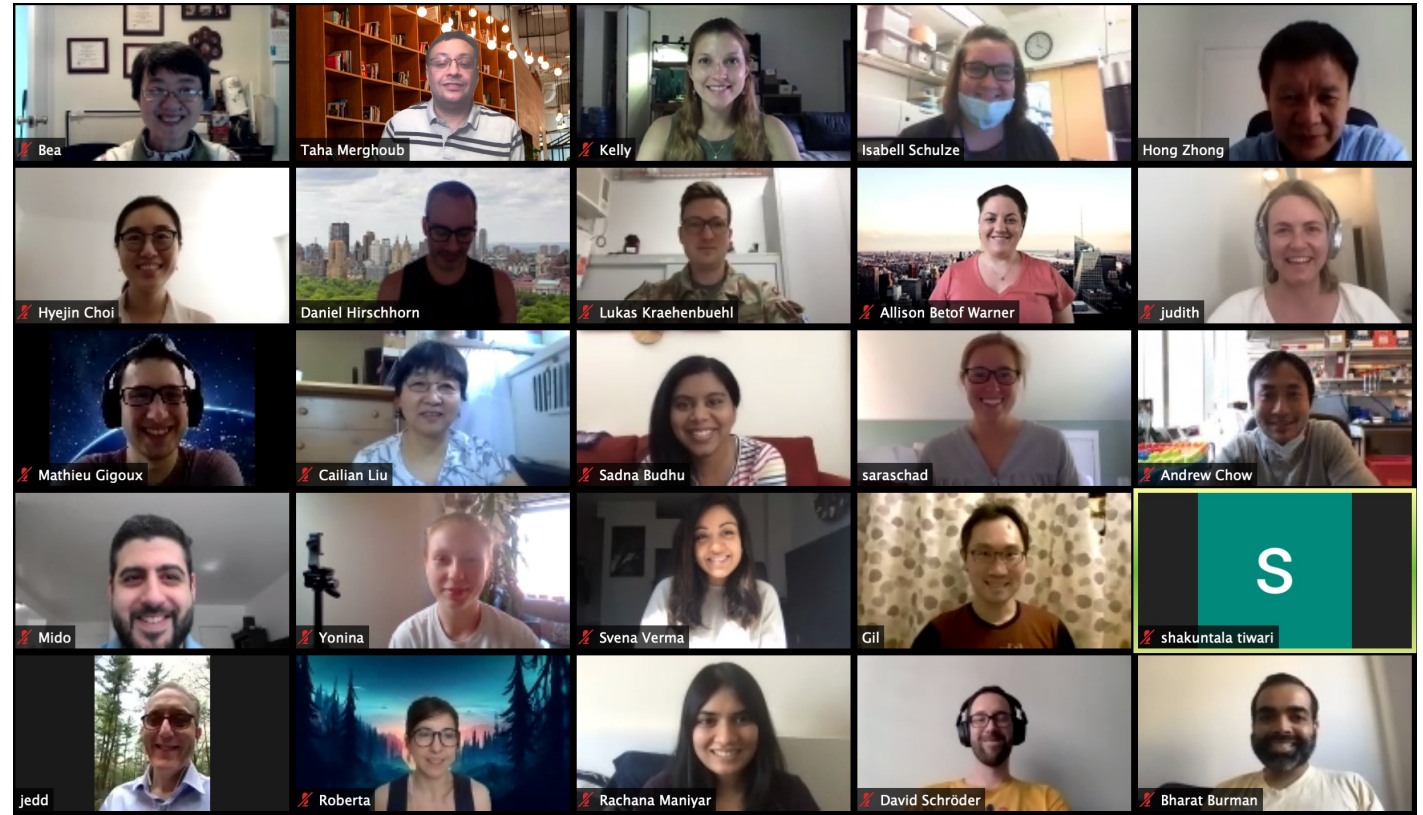 Bea
Taha Merghoub
Kelly
Isabell Schulze
Hong Zhong
Hyejin Choi
Daniel Hirschhorn
Lukas Kraehenbuehl
Allison Betof Warner
judith
Mathieu Gigoux
Cailian Liu
Sadna Budhu
saraschad
Andrew Chow
Mido
Yonina
Svena Verma
Gil
S
shakuntala tiwari
jedd
Roberta
Rachana Maniyar
David Schröder
Bharat Burman